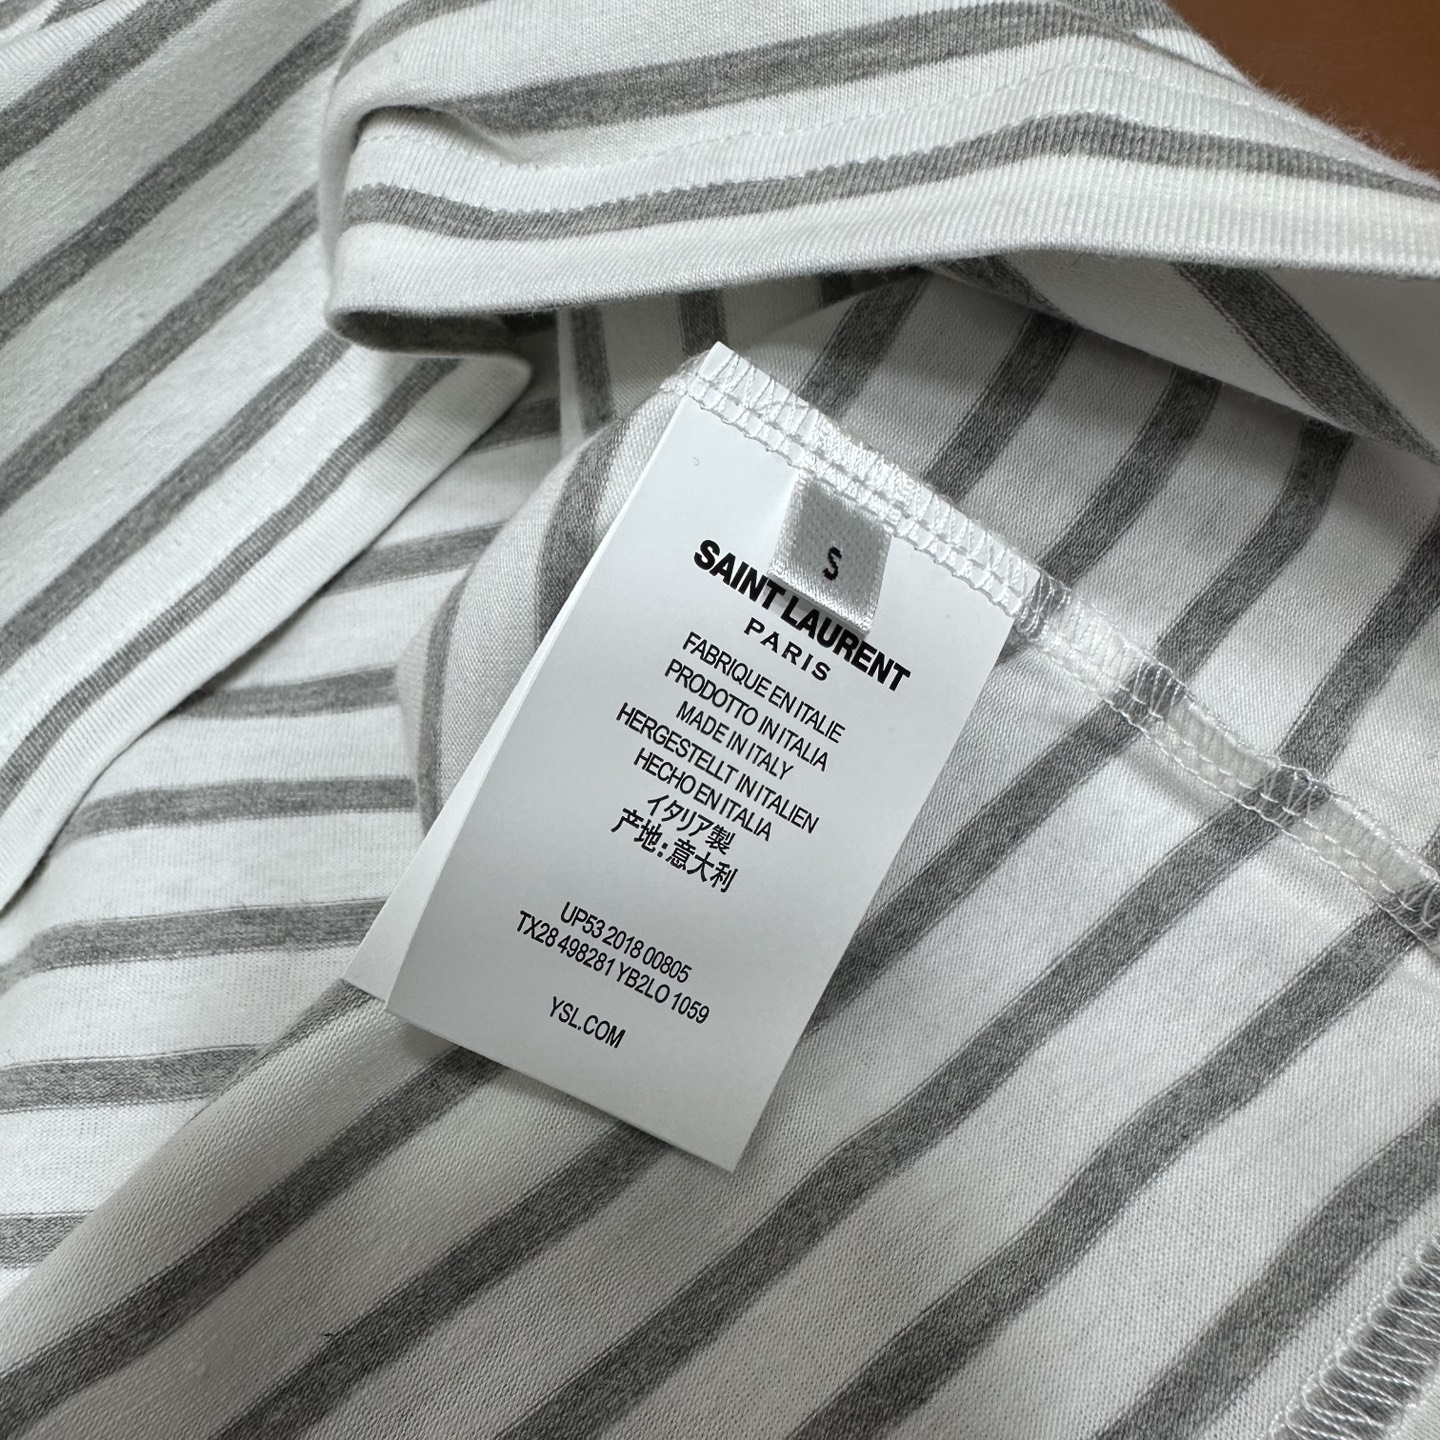 S
SAINT LAURENT
PARIS
FABRIQUE EN ITALIE
PRODOTTO IN ITALIA
MADE IN ITALY
HERGESTELLT IN ITALIEN
HECHO EN ITALIA
イタリア製
产地:意大利
UP53 2018 00805
TX28 498281 YB2LO 1059
YSL.COM